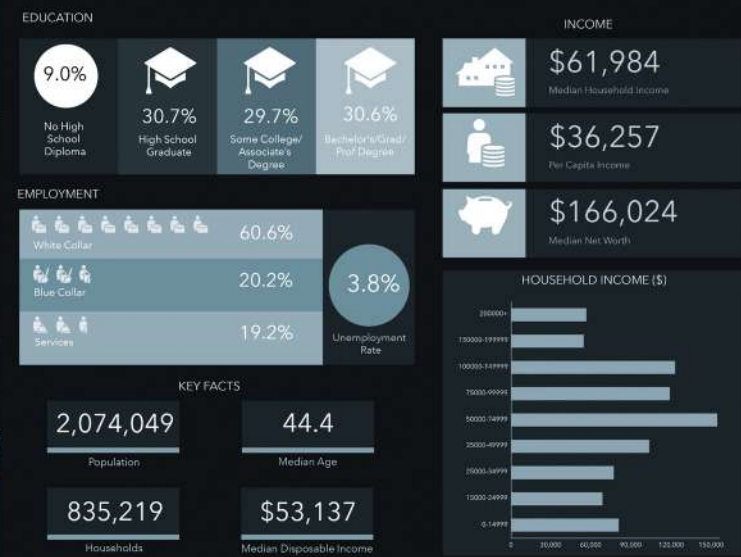 EDUCATION
9.0%
No High
School
Diploma
30.7%
High School
Graduate
29.7%
Some College/
Associate's
Degree
30.6%
Bachelor's/Grad/
Prof Degree
EMPLOYMENT
White Collar
60.6%
Blue Collar
20.2%
Services
19.2%
3.8%
Unemployment
Rate
KEY FACTS
2,074,049
Population
44.4
Median Age
835,219
Households
$53,137
Median Disposable Income
INCOME
$61,984
Median Household Income
$36,257
Per Capita Income
$166,024
Median Net Worth
HOUSEHOLD INCOME ($)
200000+
150000-199999
100000-149999
75000-99999
50000-74999
35000-49999
25000-34999
15000-24999
0-14999
0 30,000 60,000 90,000 120,000 150,000